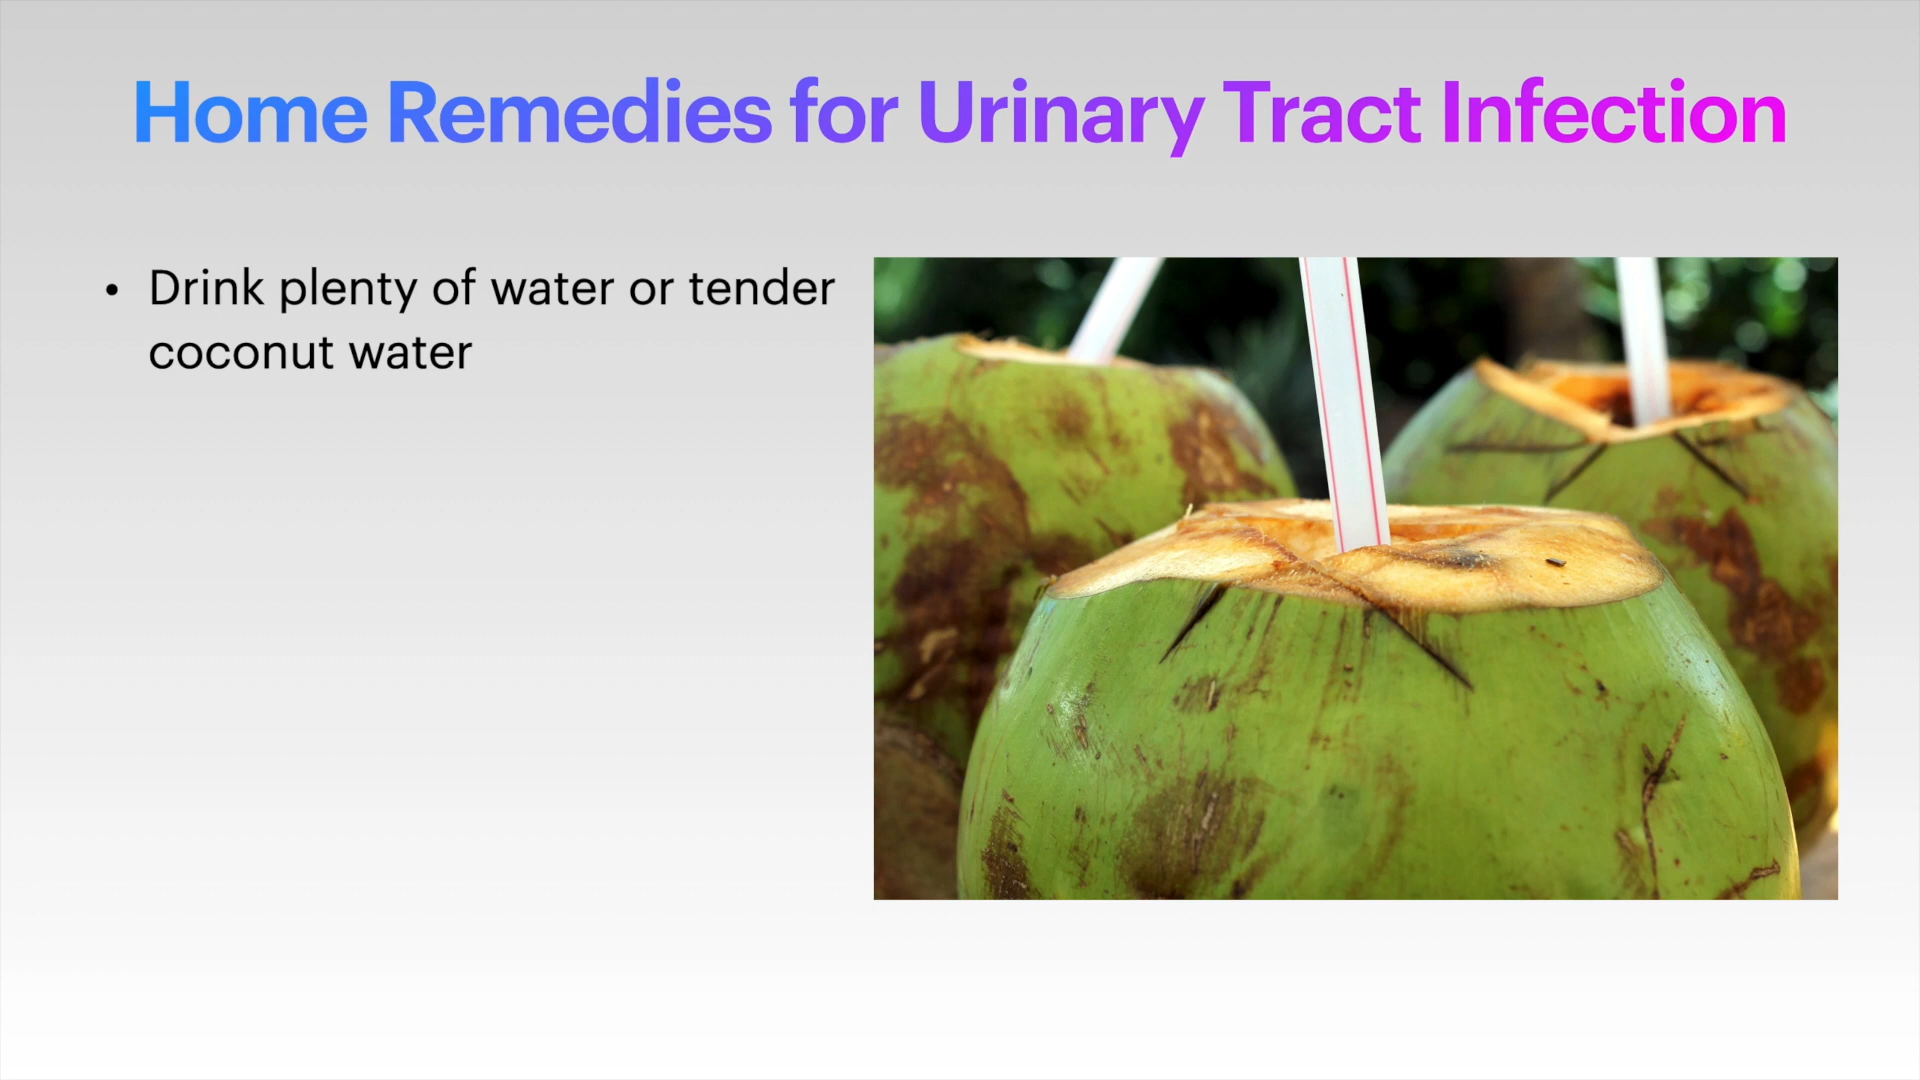 Home Remedies for Urinary Tract Infection
• Drink plenty of water or tender
coconut water